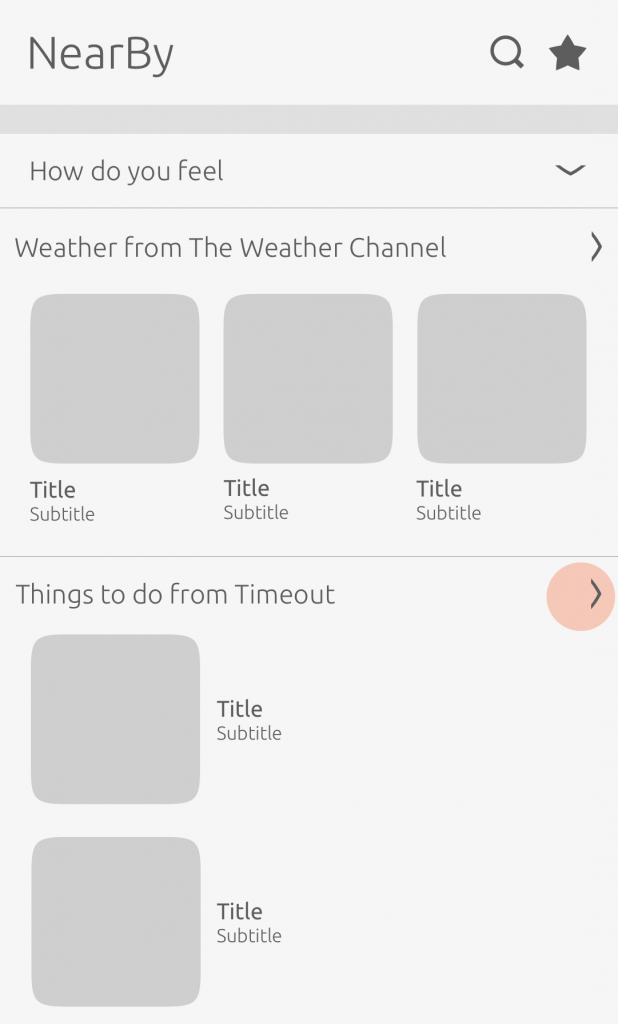 NearBy
How do you feel
Weather from The Weather Channel
Title
Subtitle
Title
Subtitle
Title
Subtitle
Things to do from Timeout
Title
Subtitle
Title
Subtitle